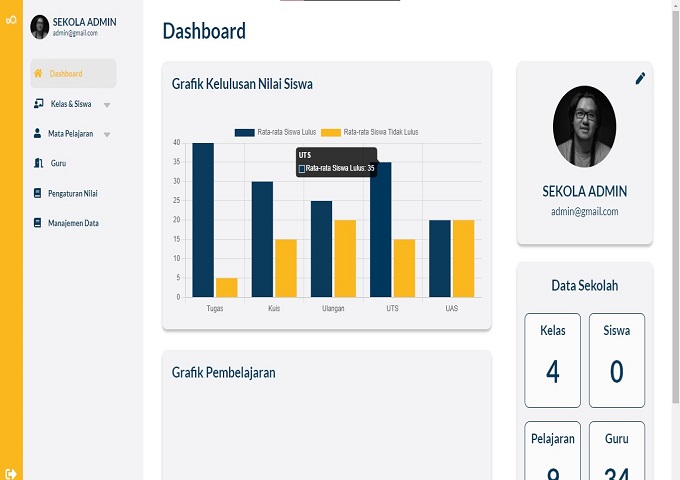 SEKOLA ADMIN
admin@gmail.com
Dashboard
Kelas & Siswa
Mata Pelajaran
Guru
Pengaturan Nilai
Manajemen Data
Dashboard
Grafik Kelulusan Nilai Siswa
Rata-rata Siswa Lulus
Rata-rata Siswa Tidak Lulus
UTS
Rata-rata Siswa Lulus: 35
40
35
30
25
20
15
10
5
0
Tugas
Kuis
Ulangan
UTS
UAS
Grafik Pembelajaran
SEKOLA ADMIN
admin@gmail.com
Data Sekolah
Kelas
4
Siswa
0
Pelajaran
9
Guru
34